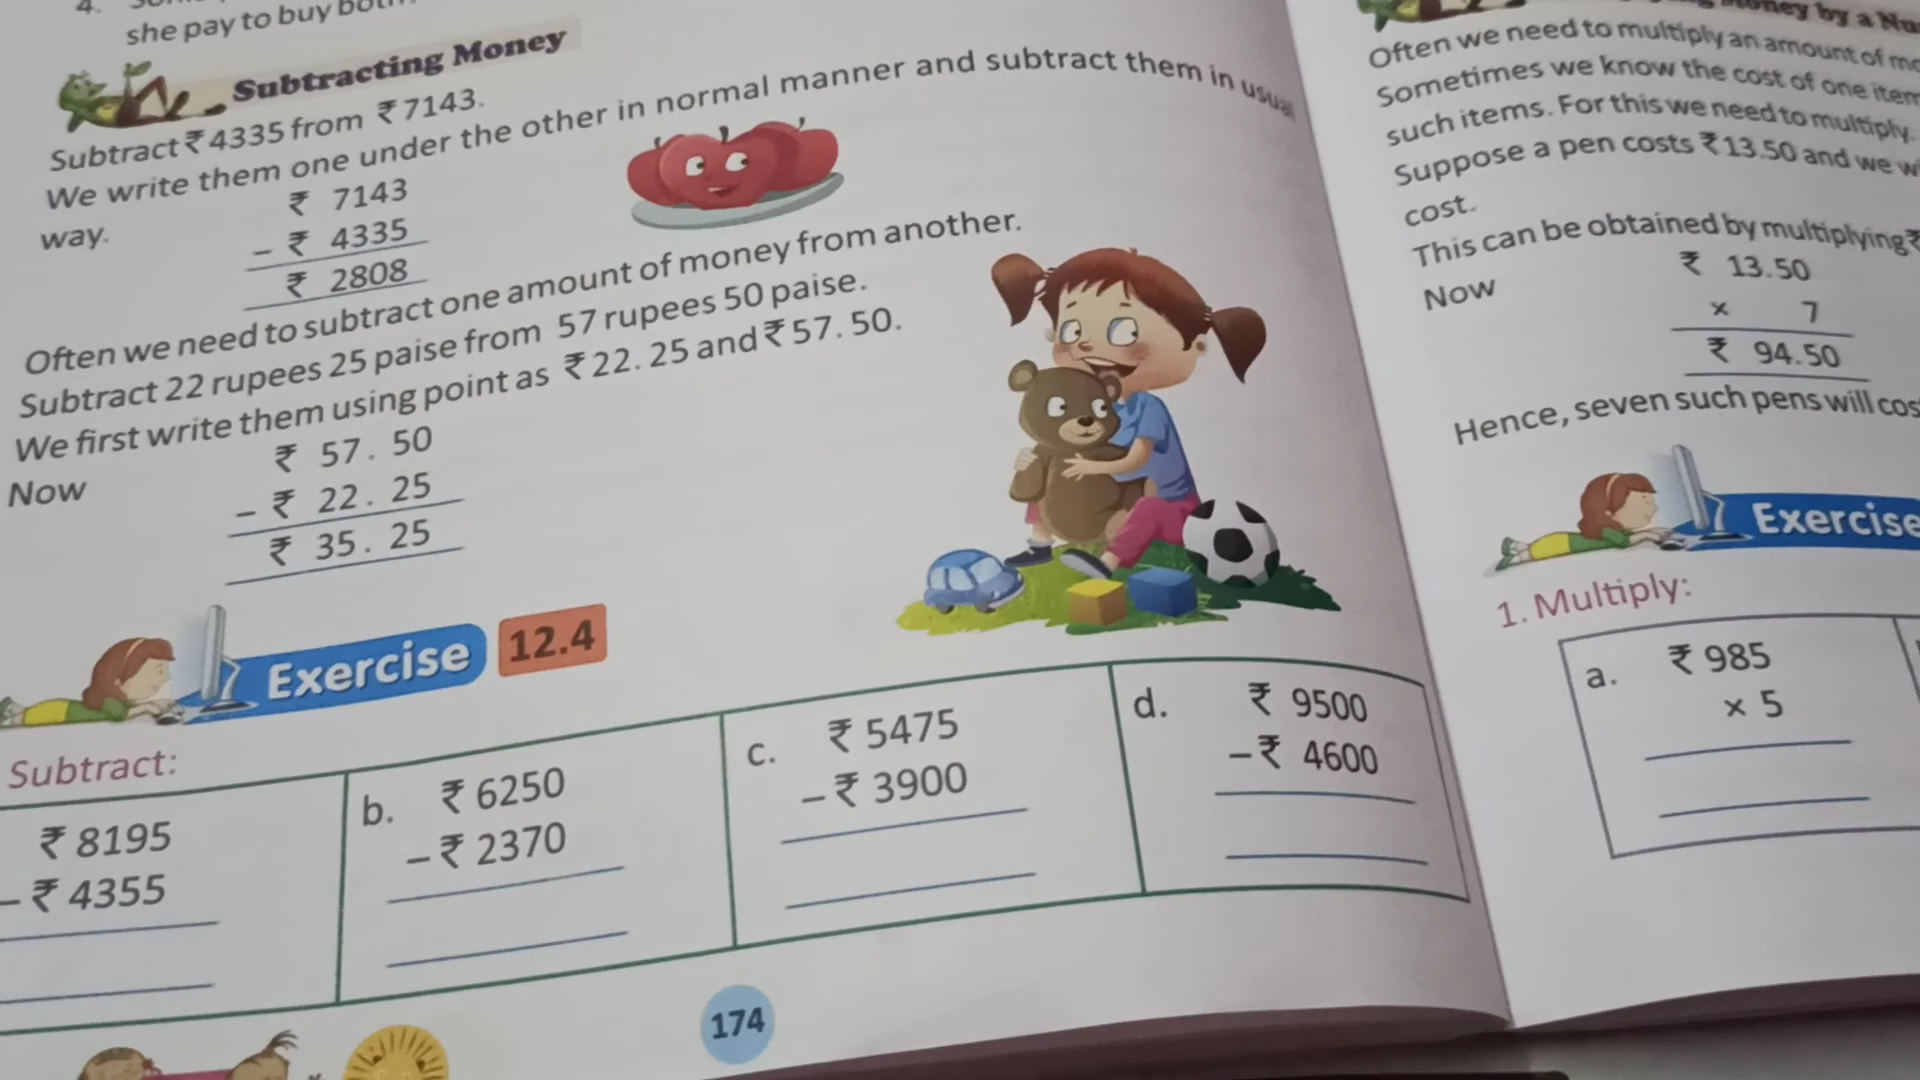 4.
she pay to buy both
Subtracting Money
Subtract ₹ 4335 from ₹ 7143.
We write them one under the other in normal manner and subtract them in usual
way.
₹ 7143
- ₹ 4335
₹ 2808
Often we need to subtract one amount of money from another.
Subtract 22 rupees 25 paise from 57 rupees 50 paise.
We first write them using point as ₹ 22. 25 and ₹ 57. 50.
Now
₹ 57. 50
- ₹ 22. 25
₹ 35. 25
Exercise 12.4
Subtract:
₹ 8195
- ₹ 4355
b. ₹ 6250
- ₹ 2370
c. ₹ 5475
- ₹ 3900
d. ₹ 9500
- ₹ 4600
174
Money by a Nu
Often we need to multiply an amount of mo
Sometimes we know the cost of one item
such items. For this we need to multiply.
Suppose a pen costs ₹ 13.50 and we wi
cost.
This can be obtained by multiplying ₹
Now
₹ 13.50
× 7
₹ 94.50
Hence, seven such pens will cos
Exercise
1. Multiply:
a. ₹ 985
× 5